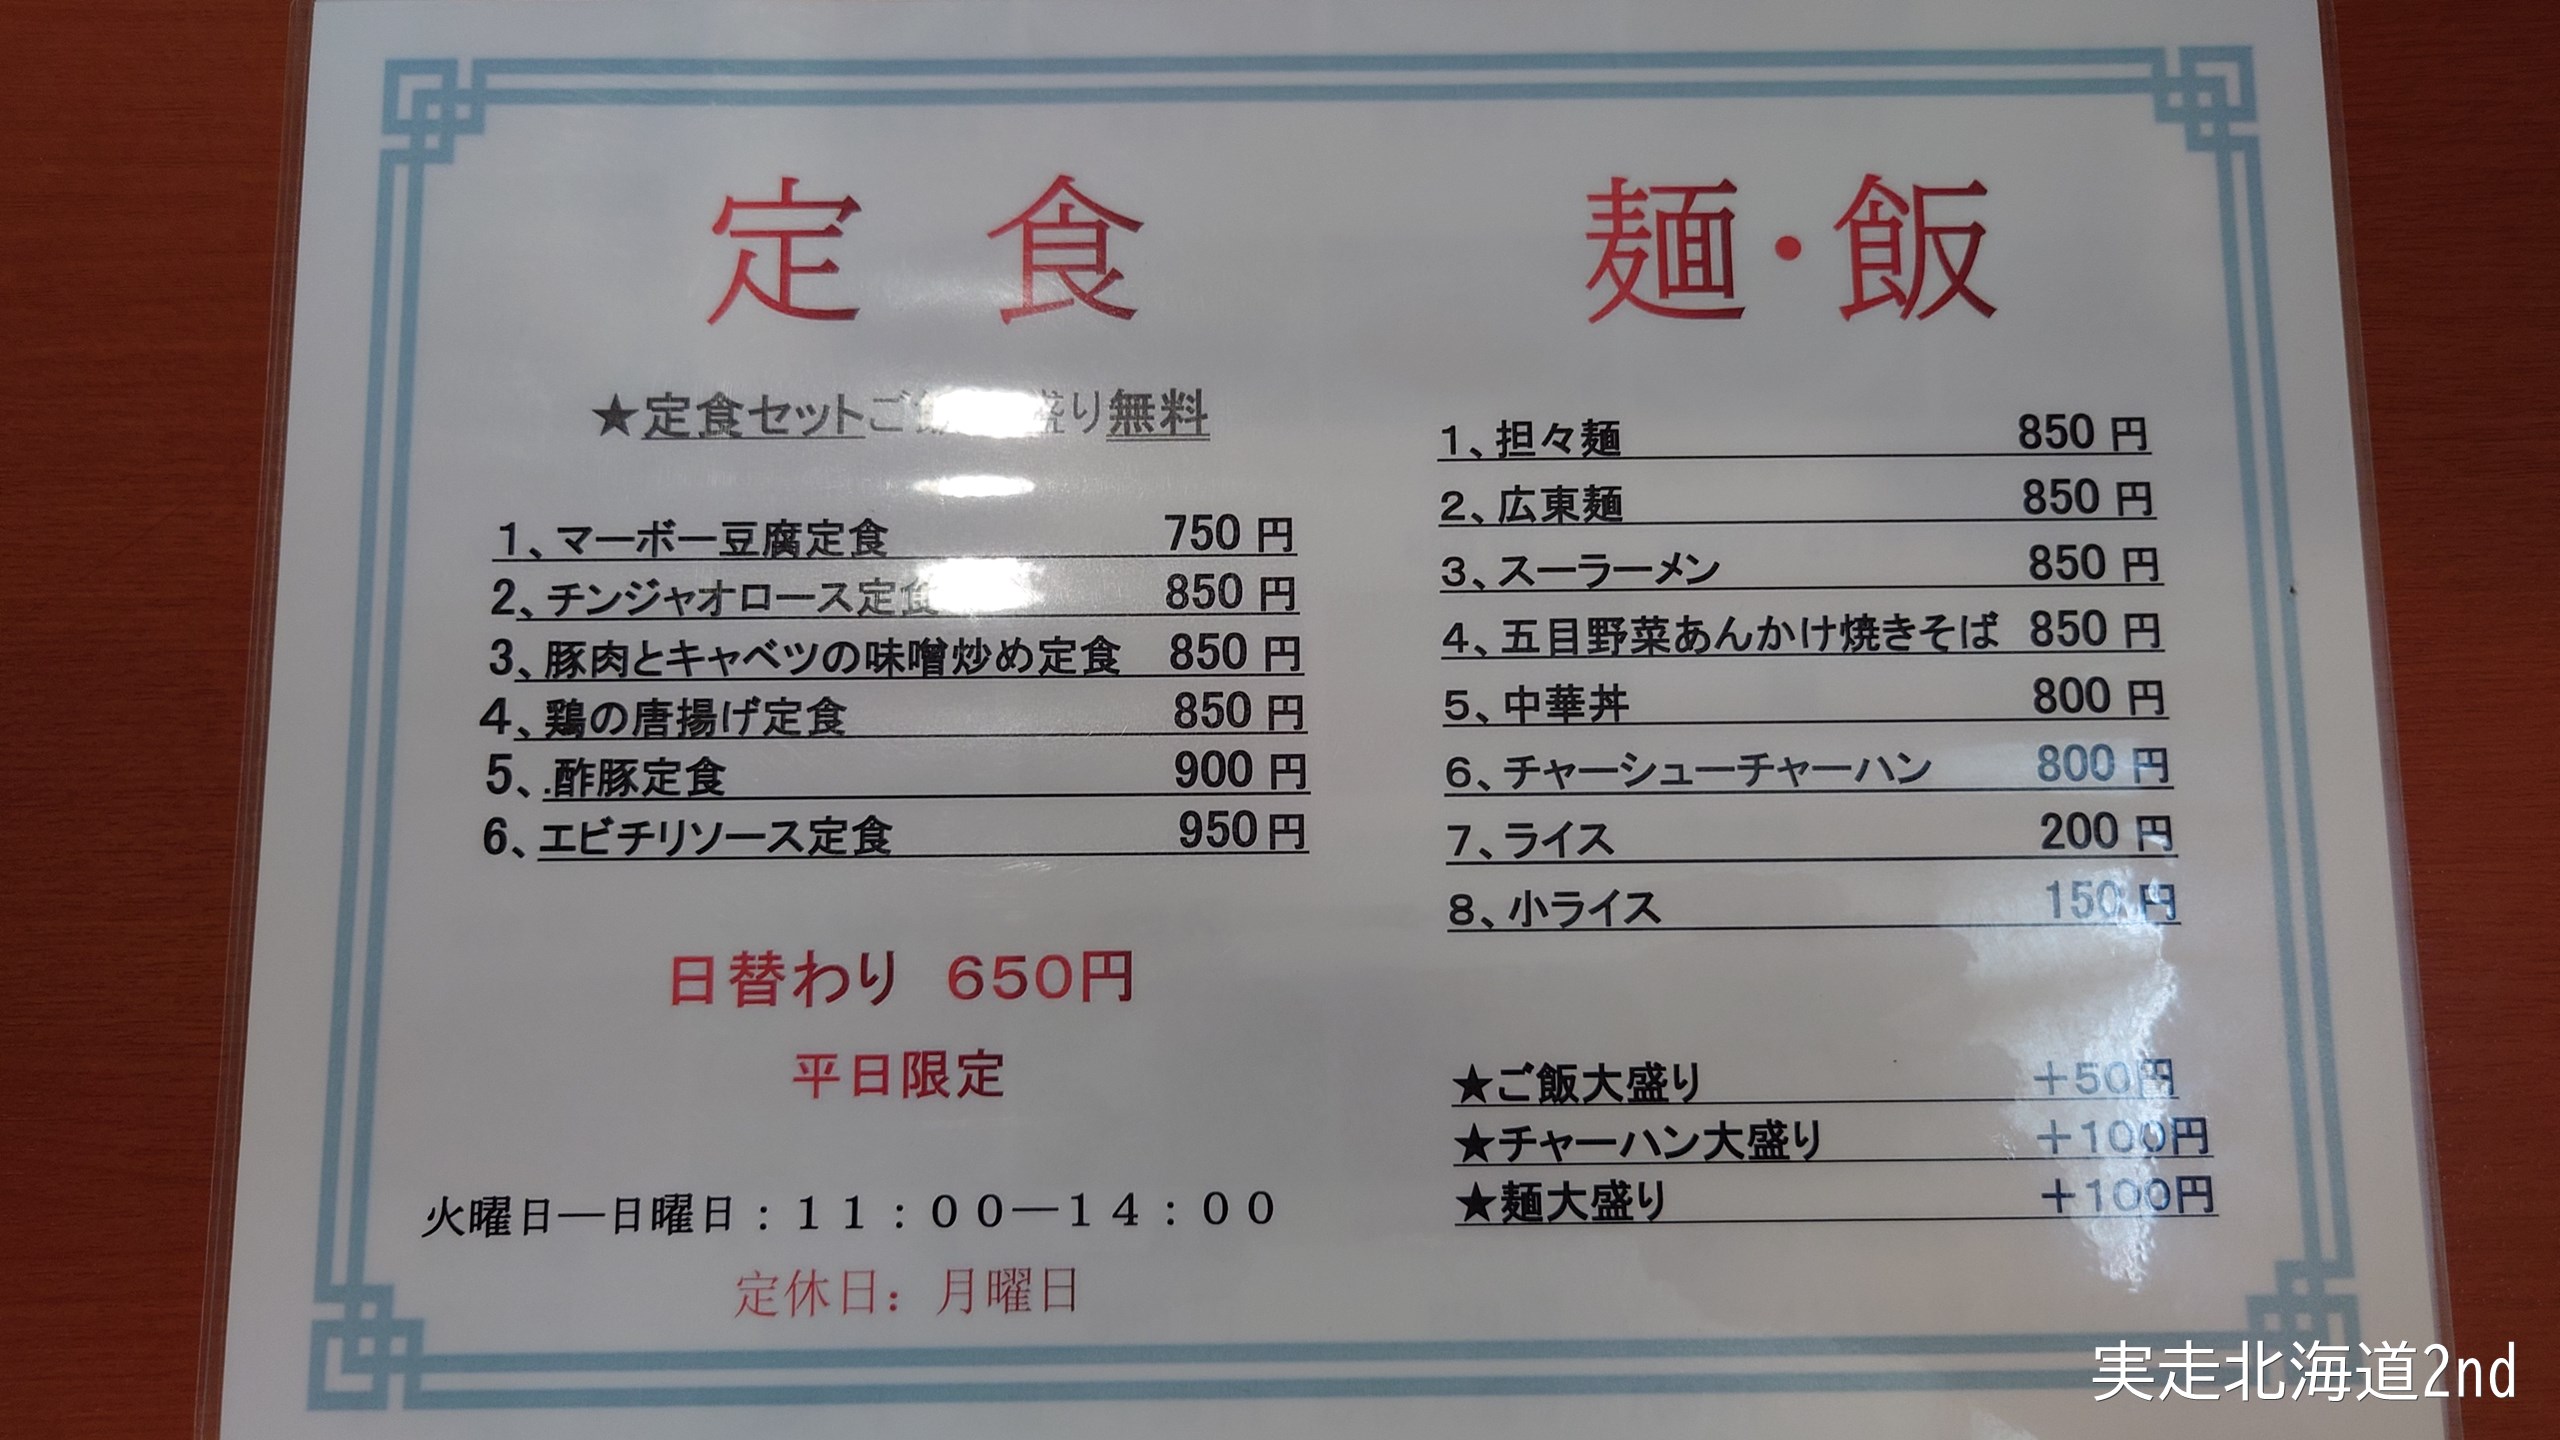 定食
★定食セットご飯大盛り無料
1、マーボー豆腐定食 750円
2、チンジャオロース定食 850円
3、豚肉とキャベツの味噌炒め定食 850円
4、鶏の唐揚げ定食 850円
5、.酢豚定食 900円
6、エビチリソース定食 950円
日替わり 650円
平日限定
火曜日―日曜日：11：00―14：00
定休日：月曜日
麺・飯
1、担々麺 850円
2、広東麺 850円
3、スーラーメン 850円
4、五目野菜あんかけ焼きそば 850円
5、中華丼 800円
6、チャーシューチャーハン 800円
7、ライス 200円
8、小ライス 150円
★ご飯大盛り +50円
★チャーハン大盛り +100円
★麺大盛り +100円
実走北海道2nd